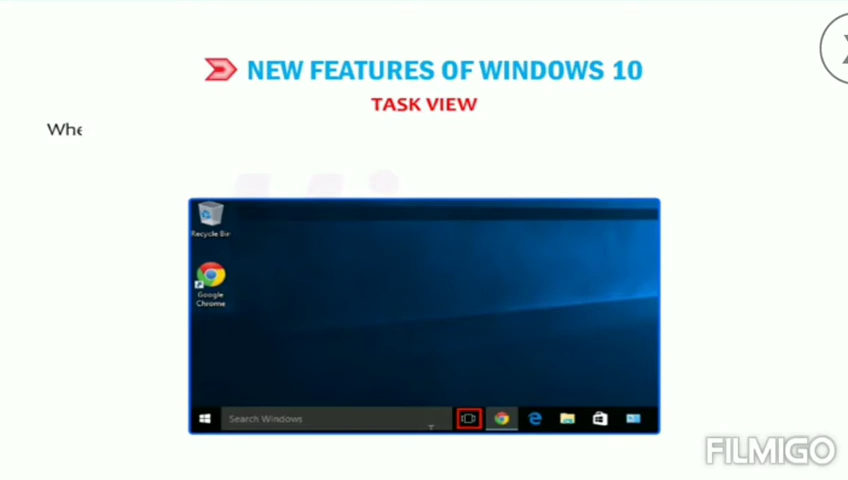 NEW FEATURES OF WINDOWS 10
TASK VIEW
Whe
Recycle Bin
Google
Chrome
Search Windows
FILMIGO